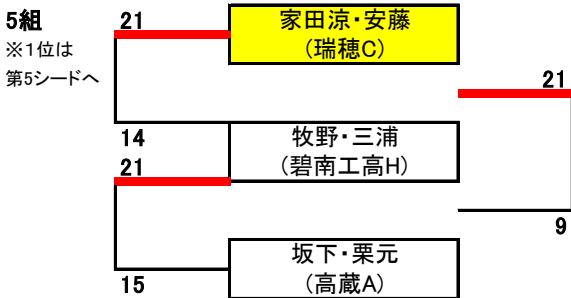 5組
※1位は
第5シードへ
21
家田涼・安藤
(瑞穂C)
21
14
牧野・三浦
(碧南工高H)
21
9
坂下・栗元
(高蔵A)
15